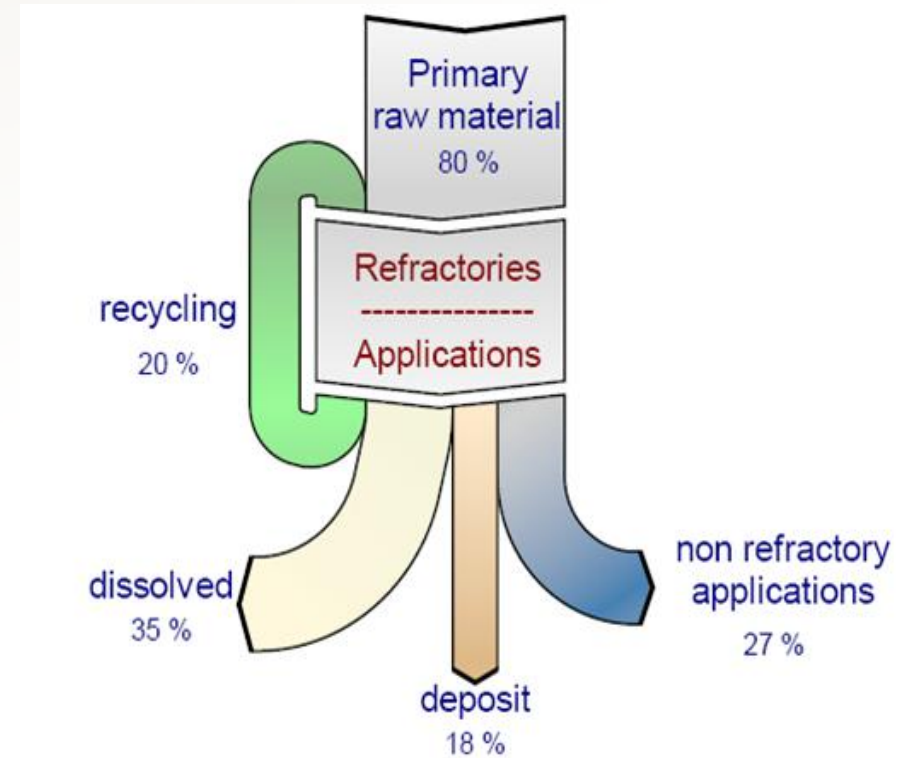 Primary
raw material
80 %
Refractories
---------------
Applications
recycling
20 %
dissolved
35 %
deposit
18 %
non refractory
applications
27 %